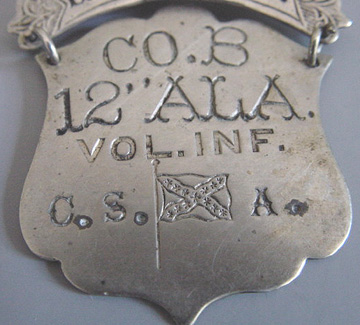 CO. B
12" ALA.
VOL. INF.
C. S. A.